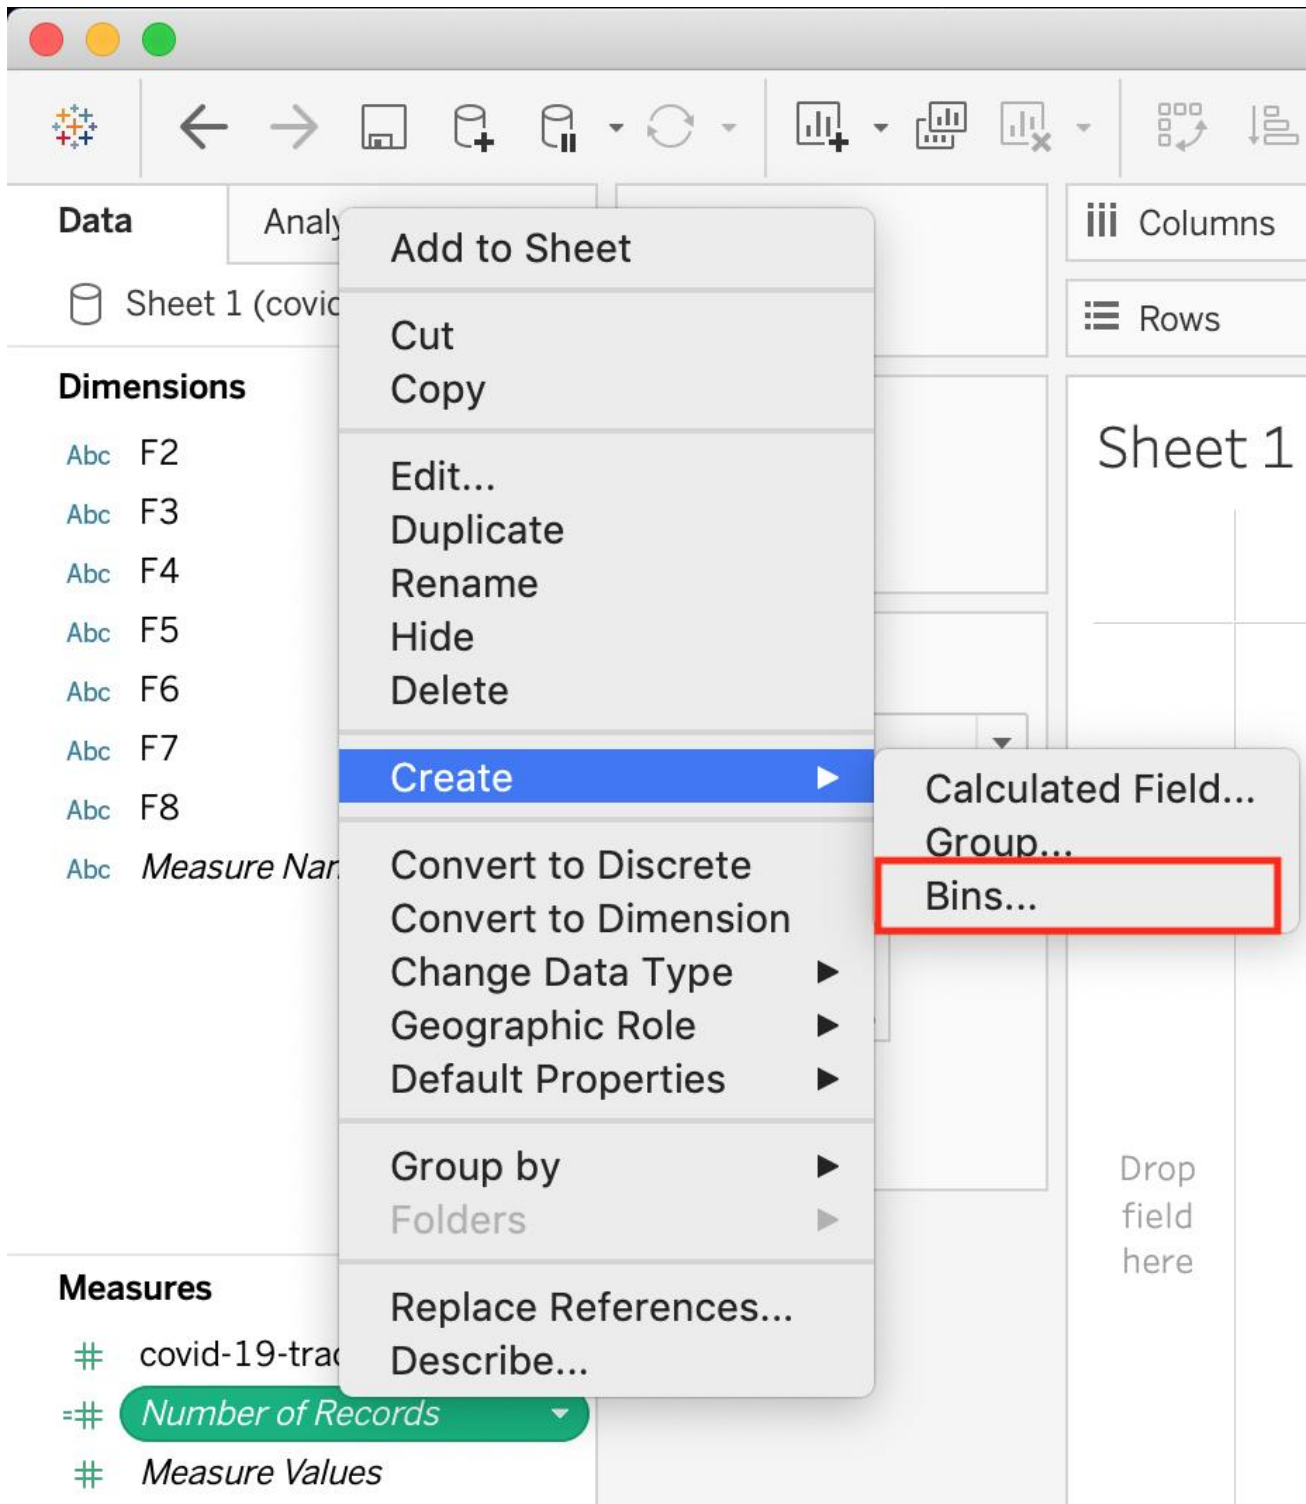 Data
Anal
Sheet 1 (covid
Dimensions
Abc F2
Abc F3
Abc F4
Abc F5
Abc F6
Abc F7
Abc F8
Abc Measure Nam
Measures
covid-19-trac
Number of Records
Measure Values
Add to Sheet
Cut
Copy
Edit...
Duplicate
Rename
Hide
Delete
Create
Convert to Discrete
Convert to Dimension
Change Data Type
Geographic Role
Default Properties
Group by
Folders
Replace References...
Describe...
Calculated Field...
Group...
Bins...
Columns
Rows
Sheet 1
Drop
field
here